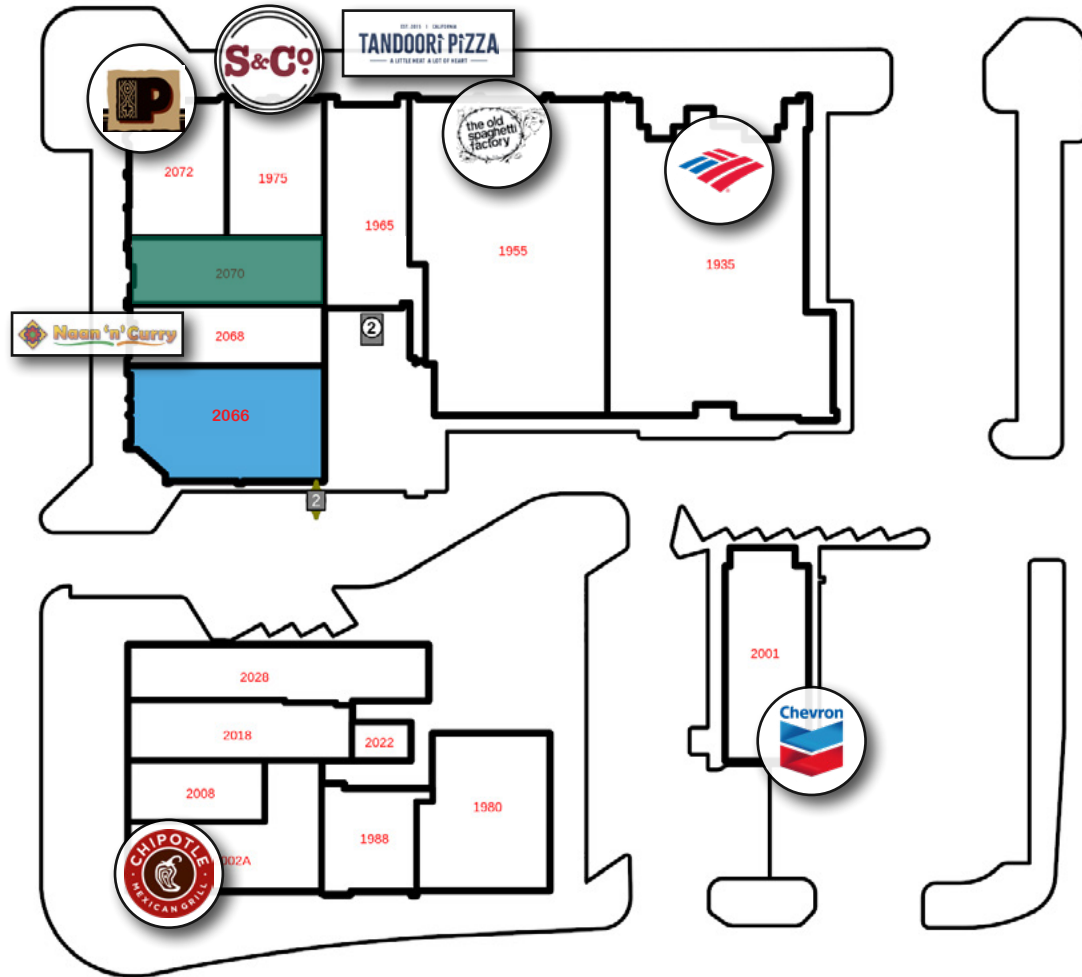 EST. 2013 | CALIFORNIA
TANDOORi PiZZA
A LITTLE HEAT A LOT OF HEART
S&Co.
P
the old
spaghetti
factory
2072
1975
1965
1955
1935
2070
Naan 'n' Curry
2068
2
2066
2
2028
2001
2018
2022
Chevron
2008
1980
1988
CHIPOTLE
MEXICAN GRILL
002A